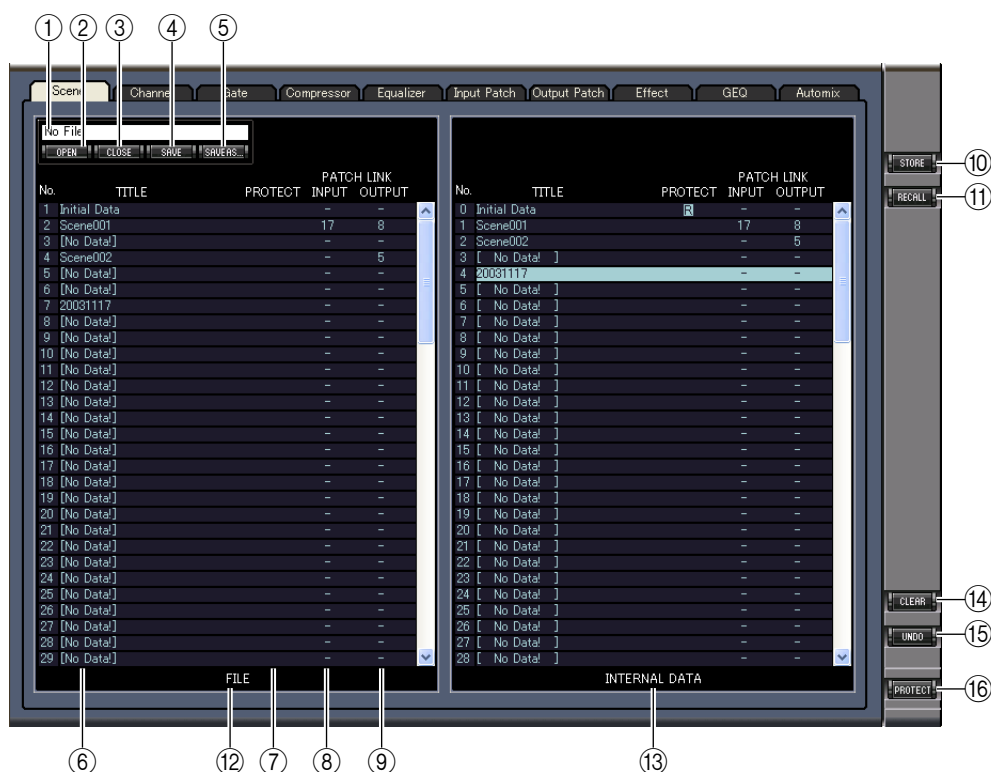 ① ② ③ ④ ⑤
Scene Channel Gate Compressor Equalizer Input Patch Output Patch Effect GEQ Automix
No File
OPEN CLOSE SAVE SAVE AS...
PATCH LINK
No. TITLE PROTECT INPUT OUTPUT
1 Initial Data - -
2 Scene001 17 8
3 [No Data!] - -
4 Scene002 - 5
5 [No Data!] - -
6 [No Data!] - -
7 20031117 - -
8 [No Data!] - -
9 [No Data!] - -
10 [No Data!] - -
11 [No Data!] - -
12 [No Data!] - -
13 [No Data!] - -
14 [No Data!] - -
15 [No Data!] - -
16 [No Data!] - -
17 [No Data!] - -
18 [No Data!] - -
19 [No Data!] - -
20 [No Data!] - -
21 [No Data!] - -
22 [No Data!] - -
23 [No Data!] - -
24 [No Data!] - -
25 [No Data!] - -
26 [No Data!] - -
27 [No Data!] - -
28 [No Data!] - -
29 [No Data!] - -
FILE
PATCH LINK
No. TITLE PROTECT INPUT OUTPUT
0 Initial Data R - -
1 Scene001 17 8
2 Scene002 - 5
3 [ No Data! ] - -
4 20031117 - -
5 [ No Data! ] - -
6 [ No Data! ] - -
7 [ No Data! ] - -
8 [ No Data! ] - -
9 [ No Data! ] - -
10 [ No Data! ] - -
11 [ No Data! ] - -
12 [ No Data! ] - -
13 [ No Data! ] - -
14 [ No Data! ] - -
15 [ No Data! ] - -
16 [ No Data! ] - -
17 [ No Data! ] - -
18 [ No Data! ] - -
19 [ No Data! ] - -
20 [ No Data! ] - -
21 [ No Data! ] - -
22 [ No Data! ] - -
23 [ No Data! ] - -
24 [ No Data! ] - -
25 [ No Data! ] - -
26 [ No Data! ] - -
27 [ No Data! ] - -
28 [ No Data! ] - -
INTERNAL DATA
STORE ⑩
RECALL ⑪
CLEAR ⑭
UNDO ⑮
PROTECT ⑯
⑥ ⑫ ⑦ ⑧ ⑨ ⑬